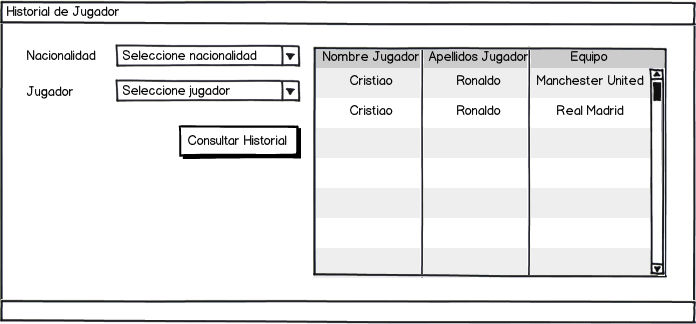 Historial de Jugador
Nacionalidad Seleccione nacionalidad
Jugador Seleccione jugador
Consultar Historial
Nombre Jugador Apellidos Jugador Equipo
Cristiao Ronaldo Manchester United
Cristiao Ronaldo Real Madrid